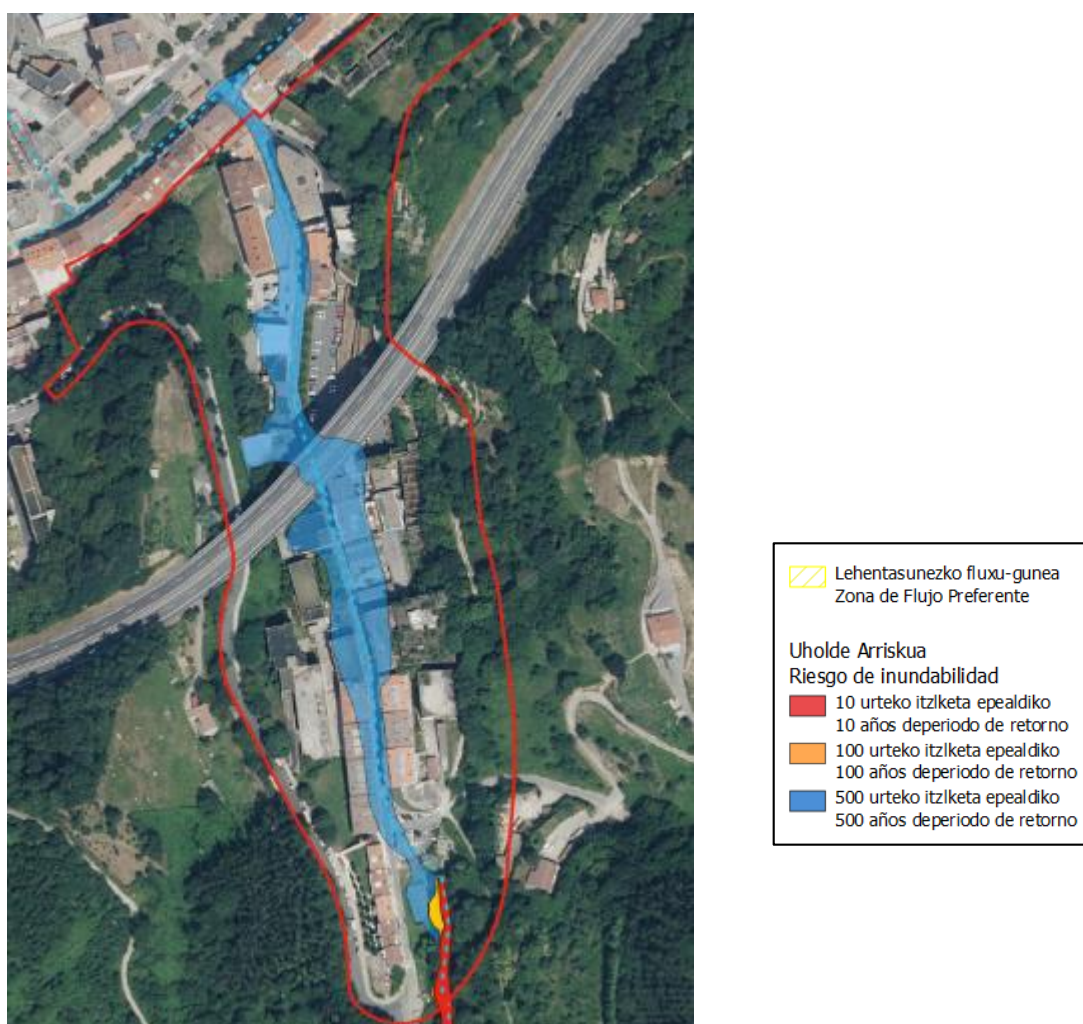 Lehentasunezko fluxu-gunea
Zona de Flujo Preferente
Uholde Arriskua
Riesgo de inundabilidad
10 urteko itzlketa epealdiko
10 años deperiodo de retorno
100 urteko itzlketa epealdiko
100 años deperiodo de retorno
500 urteko itzlketa epealdiko
500 años deperiodo de retorno